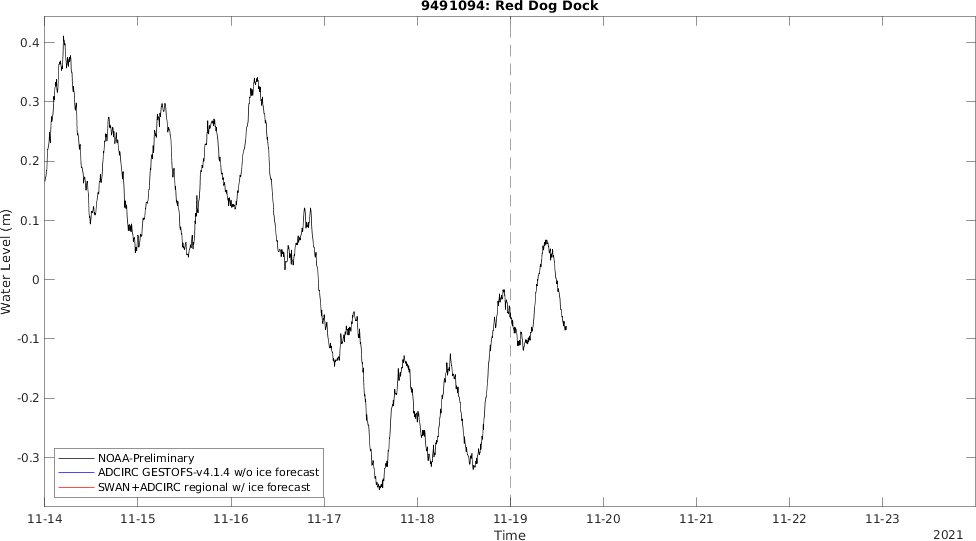 9491094: Red Dog Dock
Water Level (m)
0.4
0.3
0.2
0.1
0
-0.1
-0.2
-0.3
NOAA-Preliminary
ADCIRC GESTOFS-v4.1.4 w/o ice forecast
SWAN+ADCIRC regional w/ ice forecast
11-14 11-15 11-16 11-17 11-18 11-19 11-20 11-21 11-22 11-23
Time
2021